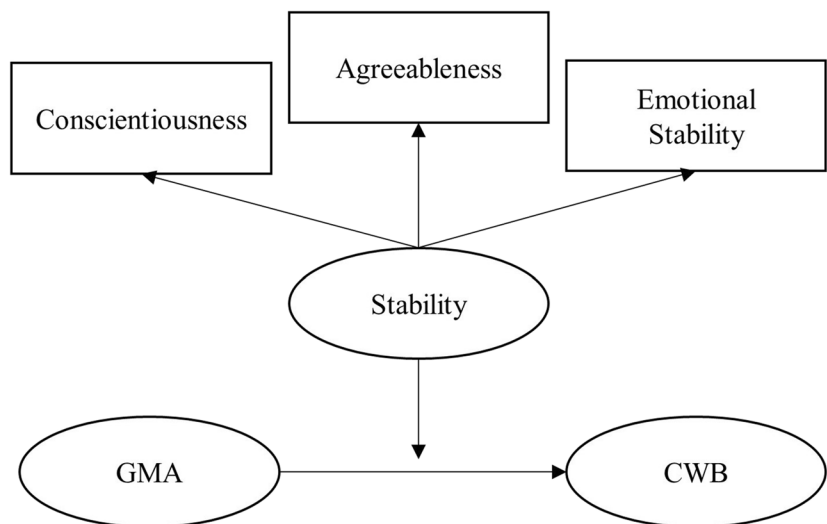 Agreeableness
Conscientiousness
Emotional
Stability
Stability
GMA
CWB